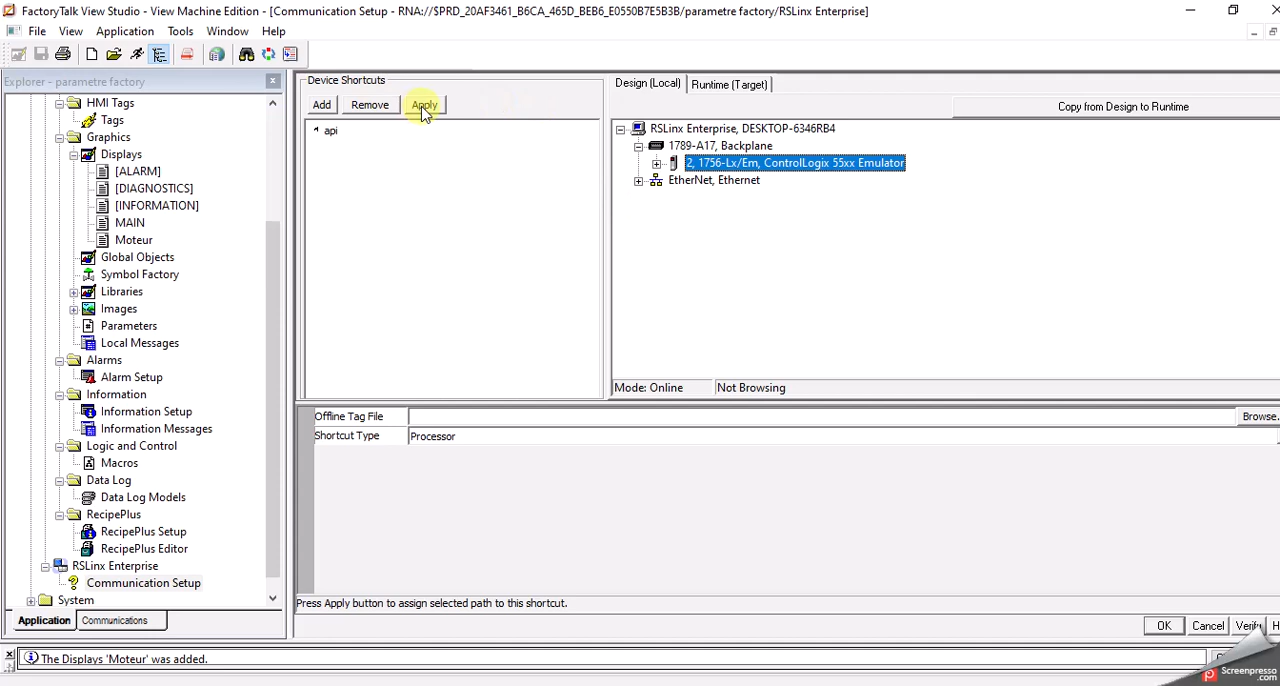 FactoryTalk View Studio - View Machine Edition - [Communication Setup - RNA://$PRD_20AF3461_B6CA_465D_BEB6_E0550B7E5B3B/parametre factory/RSLinx Enterprise]
File View Application Tools Window Help
Explorer - parametre factory
HMI Tags
Tags
Graphics
Displays
[ALARM]
[DIAGNOSTICS]
[INFORMATION]
MAIN
Moteur
Global Objects
Symbol Factory
Libraries
Images
Parameters
Local Messages
Alarms
Alarm Setup
Information
Information Setup
Information Messages
Logic and Control
Macros
Data Log
Data Log Models
RecipePlus
RecipePlus Setup
RecipePlus Editor
RSLinx Enterprise
Communication Setup
System
Application Communications
Device Shortcuts
Add Remove Apply
api
Design (Local) Runtime (Target)
Copy from Design to Runtime
RSLinx Enterprise, DESKTOP-6346RB4
1789-A17, Backplane
2, 1756-Lx/Em, ControlLogix 55xx Emulator
EtherNet, Ethernet
Mode: Online Not Browsing
Offline Tag File Browse.
Shortcut Type Processor
Press Apply button to assign selected path to this shortcut.
OK Cancel Verify H
The Displays 'Moteur' was added.
Screenpresso
.com